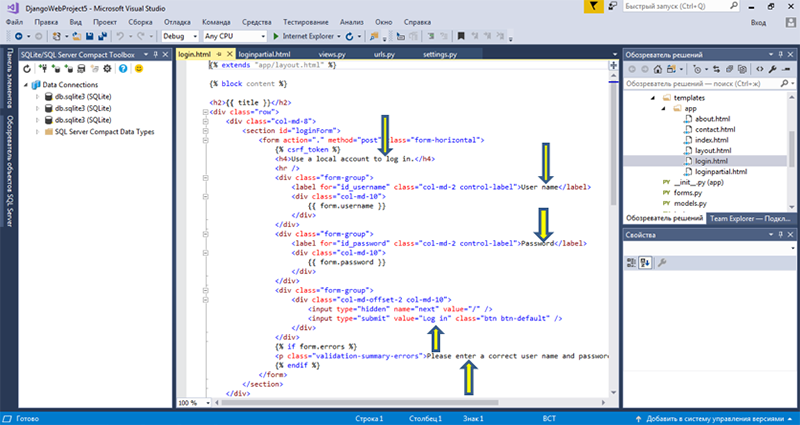 DjangoWebProject5 - Microsoft Visual Studio
Быстрый запуск (Ctrl+Q)
Файл Правка Вид Проект Сборка Отладка Команда Средства Архитектура Тестирование Анализ Окно Справка
Вход
Debug Any CPU Internet Explorer
Панель элементов
Обозреватель объектов SQL Server
SQLite/SQL Server Compact Toolbox
Data Connections
db.sqlite3 (SQLite)
db.sqlite3 (SQLite)
db.sqlite3 (SQLite)
SQL Server Compact Data Types
login.html loginpartial.html views.py urls.py settings.py
{% extends "app/layout.html" %}
{% block content %}
<h2>{{ title }}</h2>
<div class="row">
<div class="col-md-8">
<section id="loginForm">
<form action="." method="post" class="form-horizontal">
{% csrf_token %}
<h4>Use a local account to log in.</h4>
<hr />
<div class="form-group">
<label for="id_username" class="col-md-2 control-label">User name</label>
<div class="col-md-10">
{{ form.username }}
</div>
</div>
<div class="form-group">
<label for="id_password" class="col-md-2 control-label">Password</label>
<div class="col-md-10">
{{ form.password }}
</div>
</div>
<div class="form-group">
<div class="col-md-offset-2 col-md-10">
<input type="hidden" name="next" value="/" />
<input type="submit" value="Log in" class="btn btn-default" />
</div>
</div>
{% if form.errors %}
<p class="validation-summary-errors">Please enter a correct user name and password
{% endif %}
</form>
</section>
</div>
100 %
Обозреватель решений
Обозреватель решений — поиск (Ctrl+ж)
templates
app
about.html
contact.html
index.html
layout.html
login.html
loginpartial.html
__init__.py (app)
forms.py
models.py
Обозреватель решений Team Explorer — Подкл...
Свойства
Готово
Строка 1
Столбец 1
Знак 1
ВСТ
Добавить в систему управления версиями